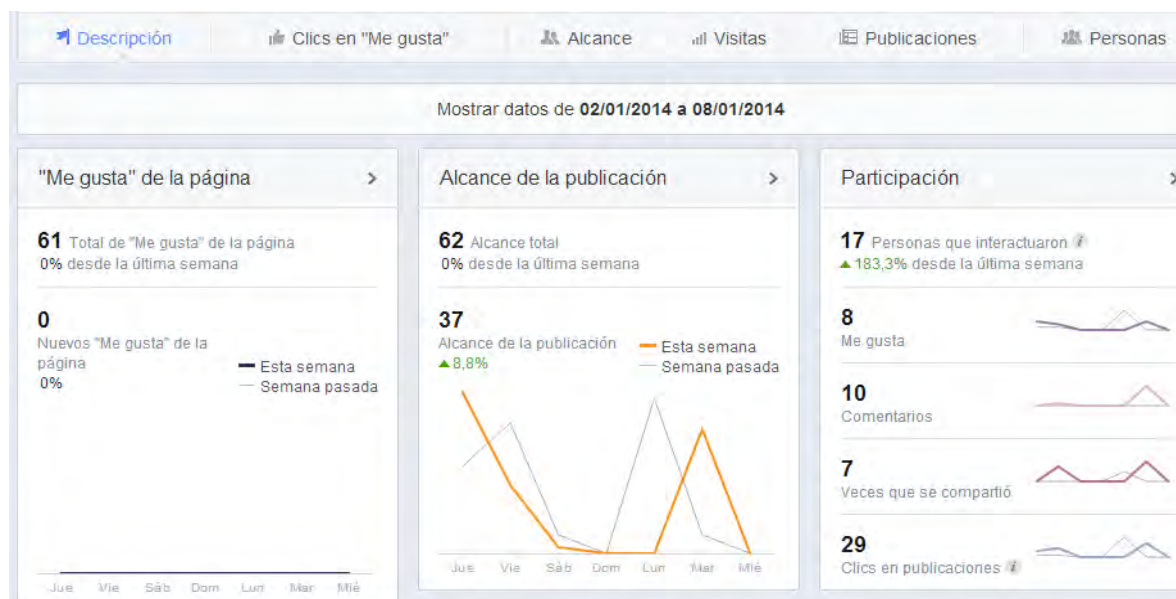 Descripción
Clics en "Me gusta"
Alcance
Visitas
Publicaciones
Personas
Mostrar datos de 02/01/2014 a 08/01/2014
"Me gusta" de la página
61 Total de "Me gusta" de la página
0% desde la última semana
0
Nuevos "Me gusta" de la
página
0%
Esta semana
Semana pasada
Jue Vie Sáb Dom Lun Mar Mié
Alcance de la publicación
62 Alcance total
0% desde la última semana
37
Alcance de la publicación
8,8%
Esta semana
Semana pasada
Jue Vie Sáb Dom Lun Mar Mié
Participación
17 Personas que interactuaron
183,3% desde la última semana
8
Me gusta
10
Comentarios
7
Veces que se compartió
29
Clics en publicaciones